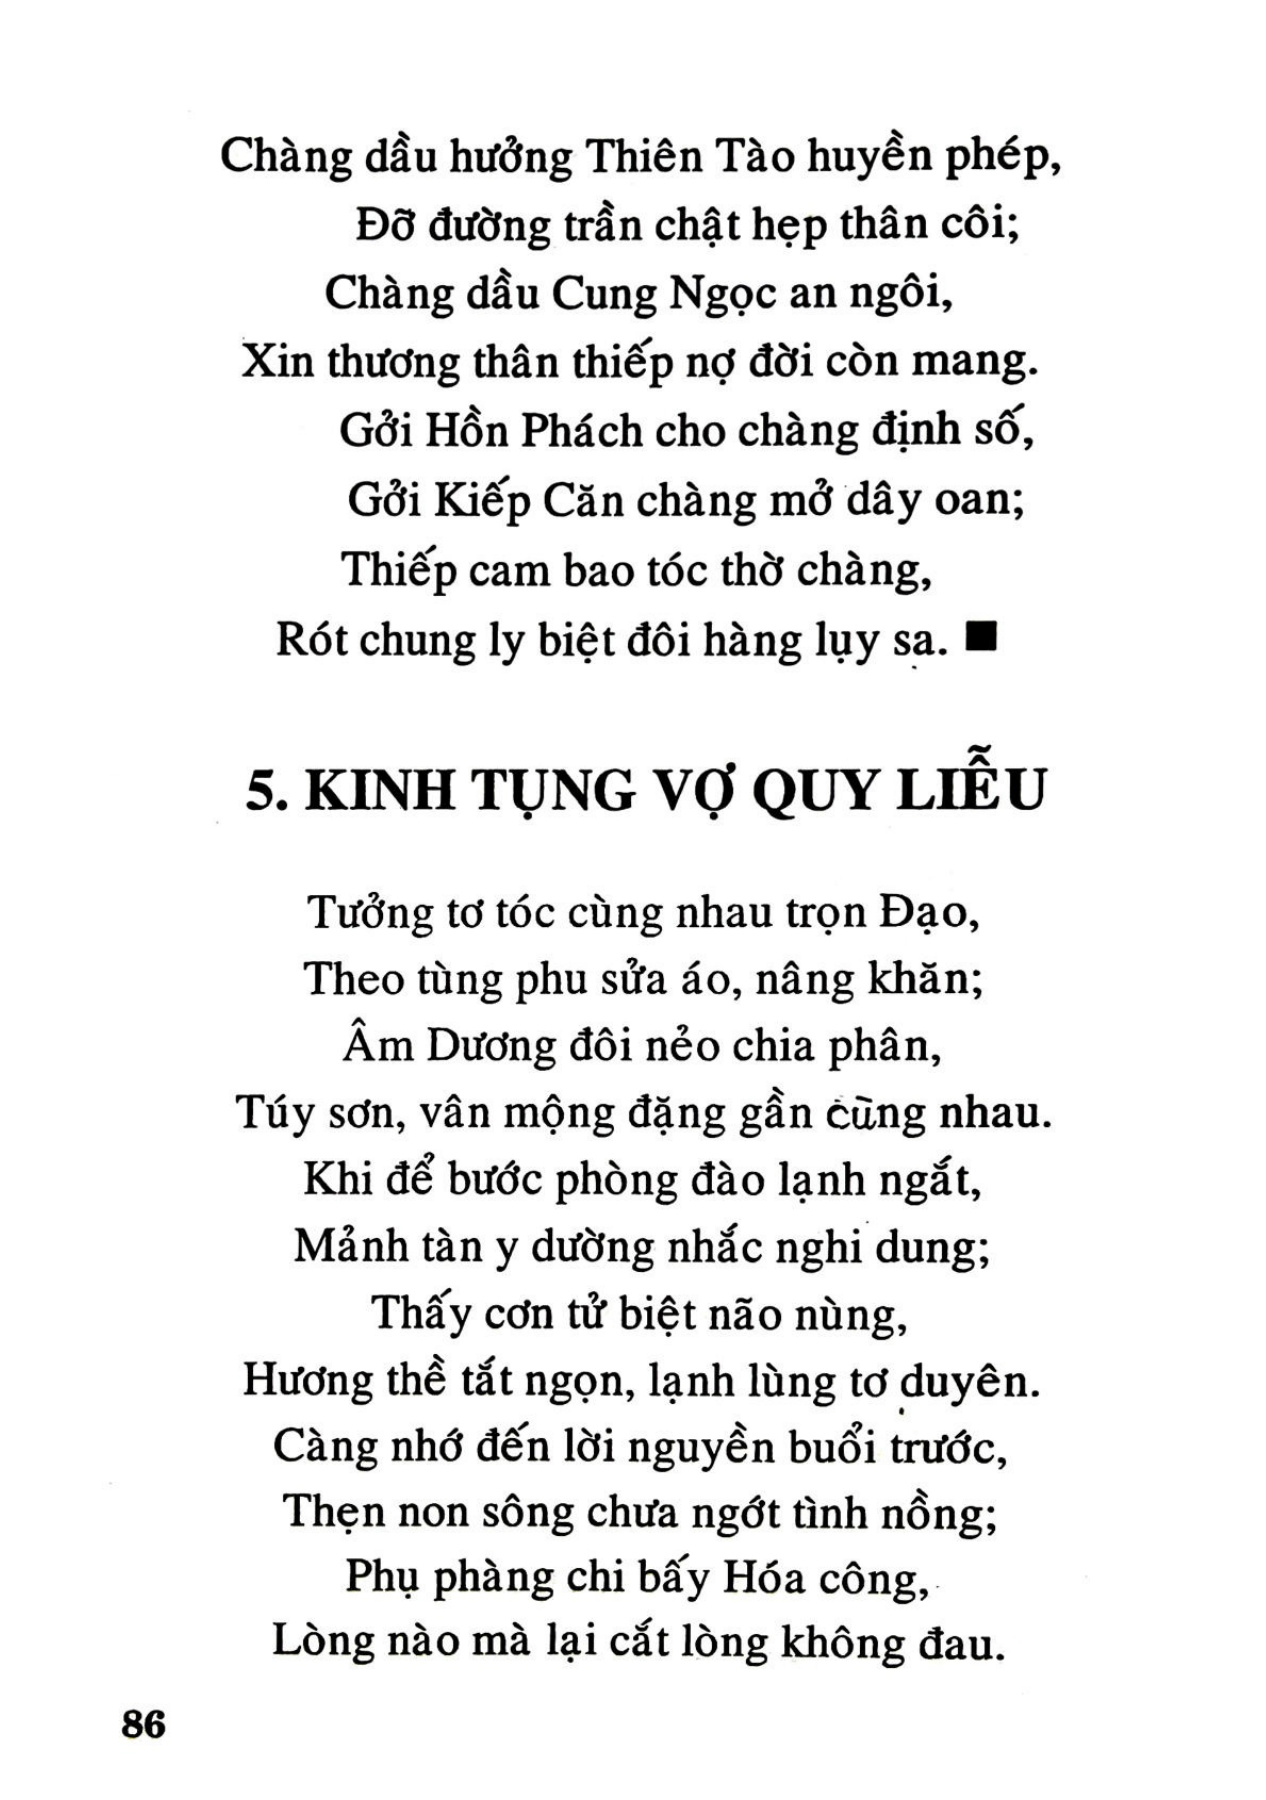 Chàng dầu hưởng Thiên Tào huyền phép,
Đỡ đường trần chật hẹp thân côi;
Chàng dầu Cung Ngọc an ngôi,
Xin thương thân thiếp nợ đời còn mang.
Gởi Hồn Phách cho chàng định số,
Gởi Kiếp Căn chàng mở dây oan;
Thiếp cam bao tóc thờ chàng,
Rót chung ly biệt đôi hàng lụy sa. ■
5. KINH TỤNG VỢ QUY LIỄU
Tưởng tơ tóc cùng nhau trọn Đạo,
Theo tùng phu sửa áo, nâng khăn;
Âm Dương đôi nẻo chia phân,
Túy sơn, vân mộng đặng gần cùng nhau.
Khi để bước phòng đào lạnh ngắt,
Mảnh tàn y dường nhắc nghi dung;
Thấy cơn tử biệt não nùng,
Hương thề tắt ngọn, lạnh lùng tơ duyên.
Càng nhớ đến lời nguyền buổi trước,
Thẹn non sông chưa ngớt tình nồng;
Phụ phàng chi bấy Hóa công,
Lòng nào mà lại cắt lòng không đau.
86